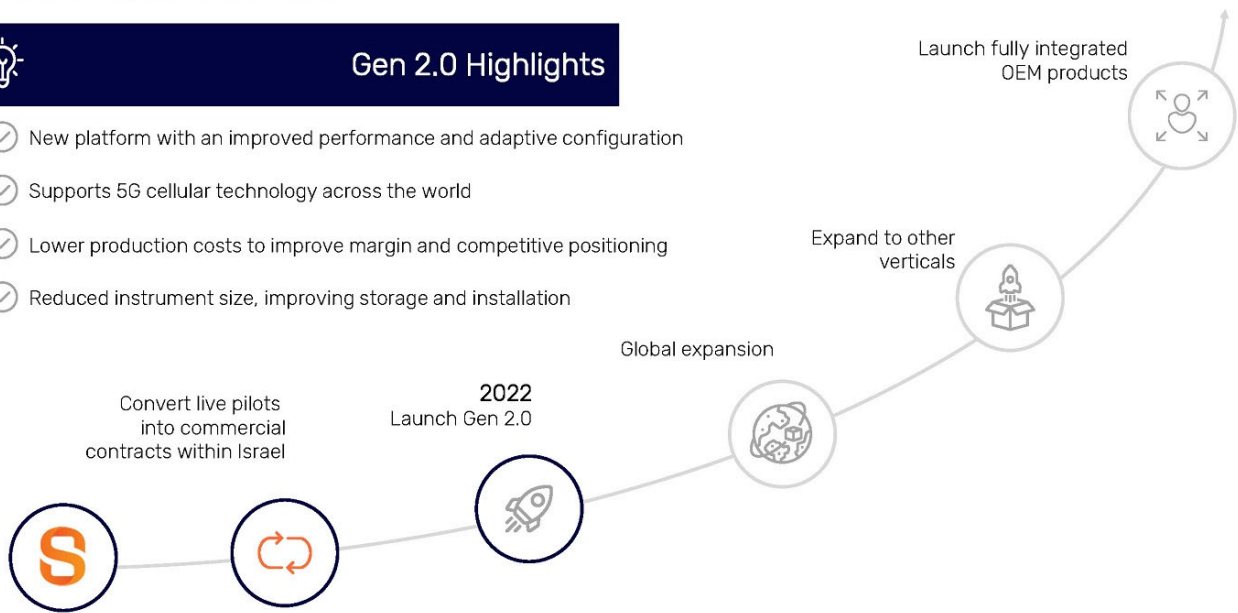 Gen 2.0 Highlights
New platform with an improved performance and adaptive configuration
Supports 5G cellular technology across the world
Lower production costs to improve margin and competitive positioning
Reduced instrument size, improving storage and installation
Convert live pilots
into commercial
contracts within Israel
2022
Launch Gen 2.0
Global expansion
Expand to other
verticals
Launch fully integrated
OEM products
S